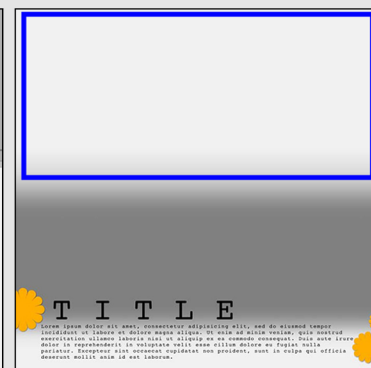 T I T L E
Lorem ipsum dolor sit amet, consectetur adipisicing elit, sed do eiusmod tempor
incididunt ut labore et dolore magna aliqua. Ut enim ad minim veniam, quis nostrud
exercitation ullamco laboris nisi ut aliquip ex ea commodo consequat. Duis aute irure
dolor in reprehenderit in voluptate velit esse cillum dolore eu fugiat nulla
pariatur. Excepteur sint occaecat cupidatat non proident, sunt in culpa qui officia
deserunt mollit anim id est laborum.